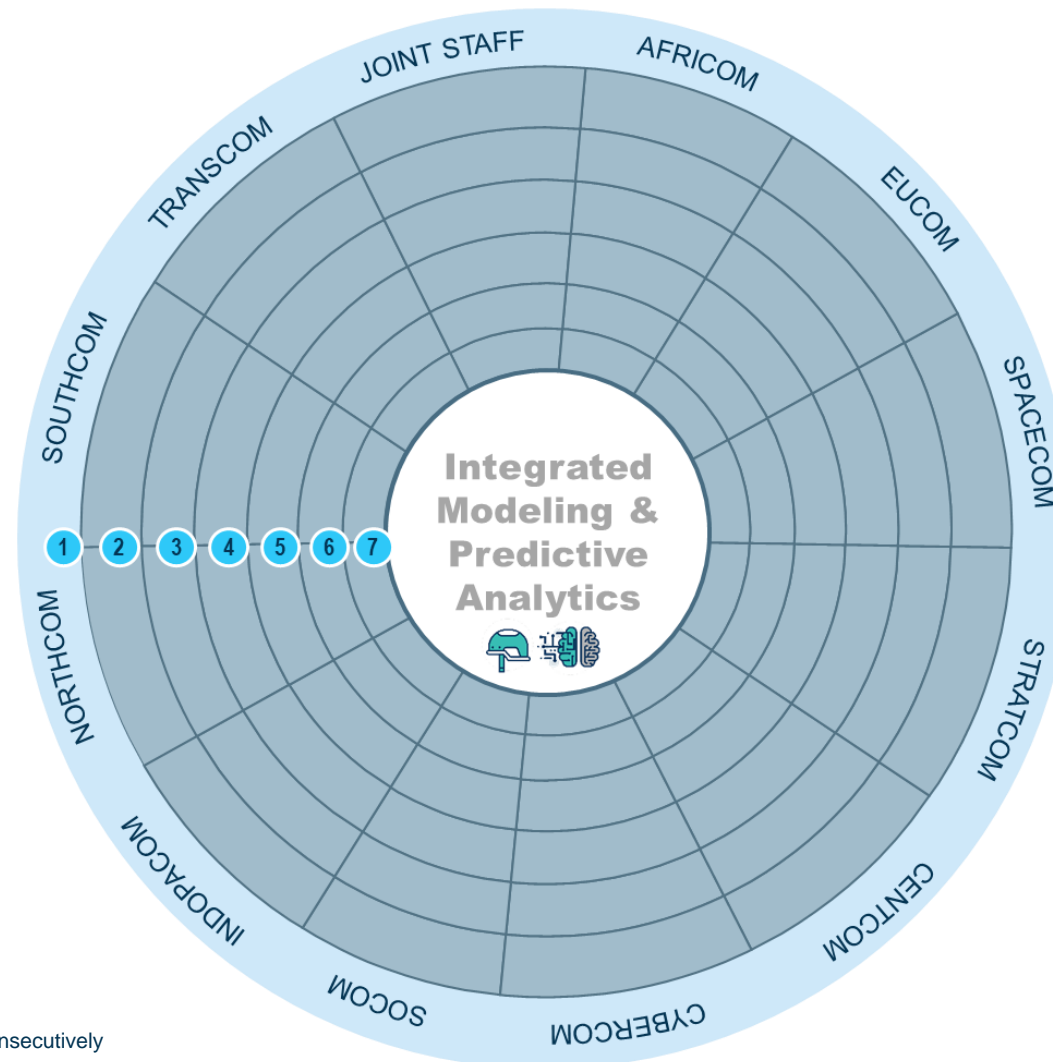 JOINT STAFF
AFRICOM
EUCOM
SPACECOM
STRATCOM
CENTCOM
CYBERCOM
SOCOM
INDOPACOM
NORTHCOM
SOUTHCOM
TRANSCOM
1 2 3 4 5 6 7
Integrated
Modeling &
Predictive
Analytics
nsecutively